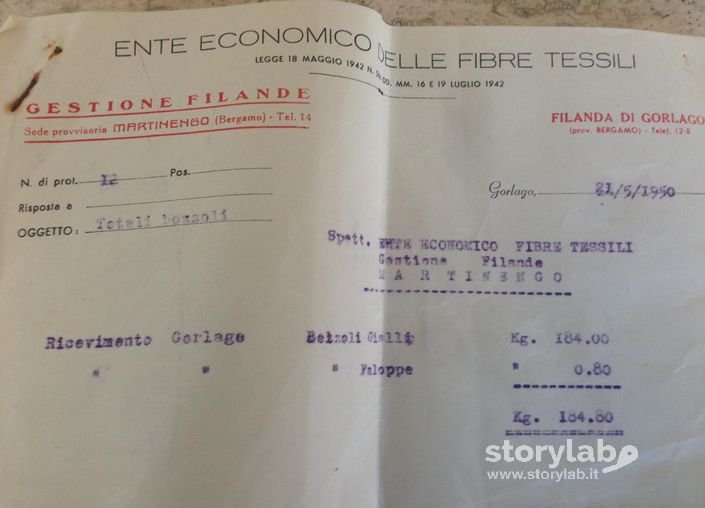 ENTE ECONOMICO DELLE FIBRE TESSILI
LEGGE 18 MAGGIO 1942 N. DD. MM. 16 E 19 LUGLIO 1942
GESTIONE FILANDE
Sede provvisoria MARTINENGO (Bergamo) - Tel. 14
FILANDA DI GORLAGO
(prov. BERGAMO) - Telef. 12-8
N. di prot. 12 Pos.
Gorlago, 21/5/1950
Risposta a
OGGETTO: Totali bozzoli
Spett. ENTE ECONOMICO FIBRE TESSILI
Gestione Filande
MARTINENGO
Ricevimento Gorlago Bozzoli Gialli Kg. 184.00
" " " Faloppe " 0.80
Kg. 184.80
storylab
www.storylab.it